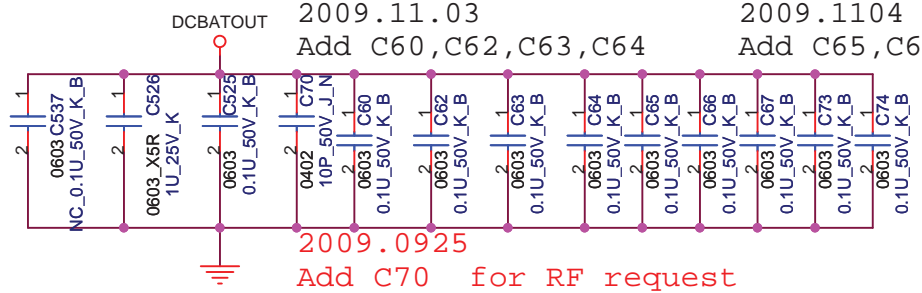 DCBATOUT
2009.11.03
Add C60,C62,C63,C64
2009.1104
Add C65,C6
1
2
0603 C537
NC_0.1U_50V_K_B
1
2
0603_X5R C526
1U_25V_K
1
2
0603 C525
0.1U_50V_K_B
1
2
0402 C70
10P_50V_J_N
1
2
0603 C60
0.1U_50V_K_B
1
2
0603 C62
0.1U_50V_K_B
1
2
0603 C63
0.1U_50V_K_B
1
2
0603 C64
0.1U_50V_K_B
1
2
0603 C65
0.1U_50V_K_B
1
2
0603 C66
0.1U_50V_K_B
1
2
0603 C67
0.1U_50V_K_B
1
2
0603 C73
0.1U_50V_K_B
1
2
0603 C74
0.1U_50V_K_B
2009.0925
Add C70 for RF request